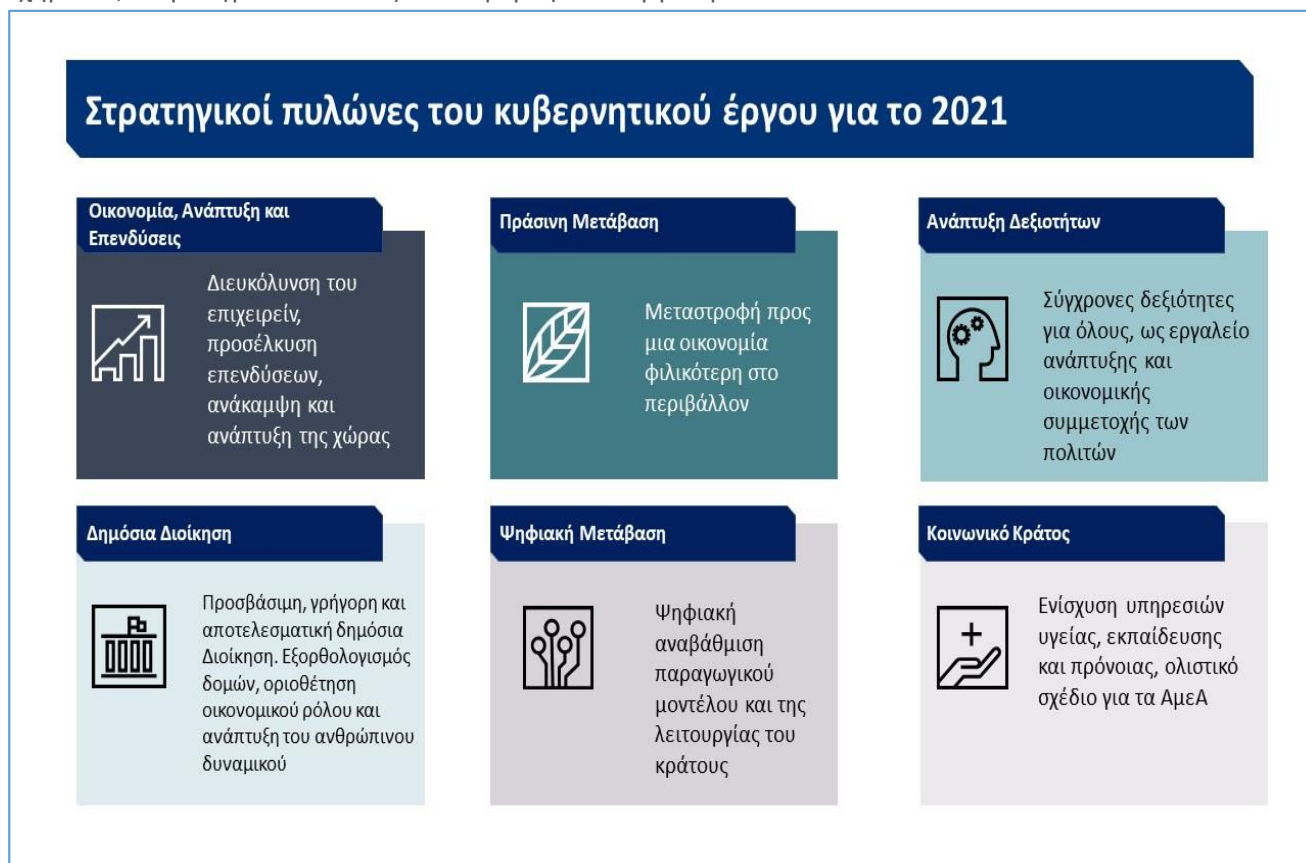 Στρατηγικοί πυλώνες του κυβερνητικού έργου για το 2021
Οικονομία, Ανάπτυξη και
Επενδύσεις
Διευκόλυνση του
επιχειρείν,
προσέλκυση
επενδύσεων,
ανάκαμψη και
ανάπτυξη της χώρας
Πράσινη Μετάβαση
Μεταστροφή προς
μια οικονομία
φιλικότερη στο
περιβάλλον
Ανάπτυξη Δεξιοτήτων
Σύγχρονες δεξιότητες
για όλους, ως εργαλείο
ανάπτυξης και
οικονομικής
συμμετοχής των
πολιτών
Δημόσια Διοίκηση
Προσβάσιμη, γρήγορη και
αποτελεσματική δημόσια
Διοίκηση. Εξορθολογισμός
δομών, οριοθέτηση
οικονομικού ρόλου και
ανάπτυξη του ανθρώπινου
δυναμικού
Ψηφιακή Μετάβαση
Ψηφιακή
αναβάθμιση
παραγωγικού
μοντέλου και της
λειτουργίας του
κράτους
Κοινωνικό Κράτος
Ενίσχυση υπηρεσιών
υγείας, εκπαίδευσης
και πρόνοιας, ολιστικό
σχέδιο για τα ΑμεΑ